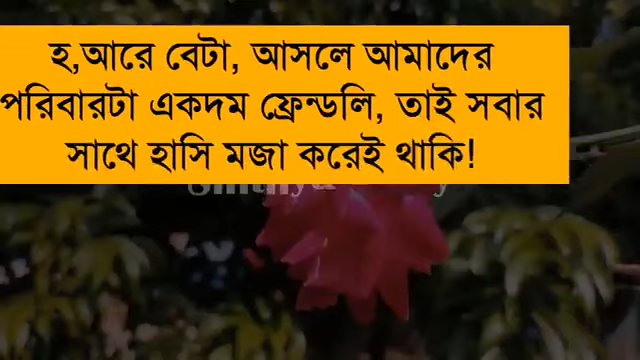 হ,আরে বেটা, আসলে আমাদের
পরিবারটা একদম ফ্রেন্ডলি, তাই সবার
সাথে হাসি মজা করেই থাকি!